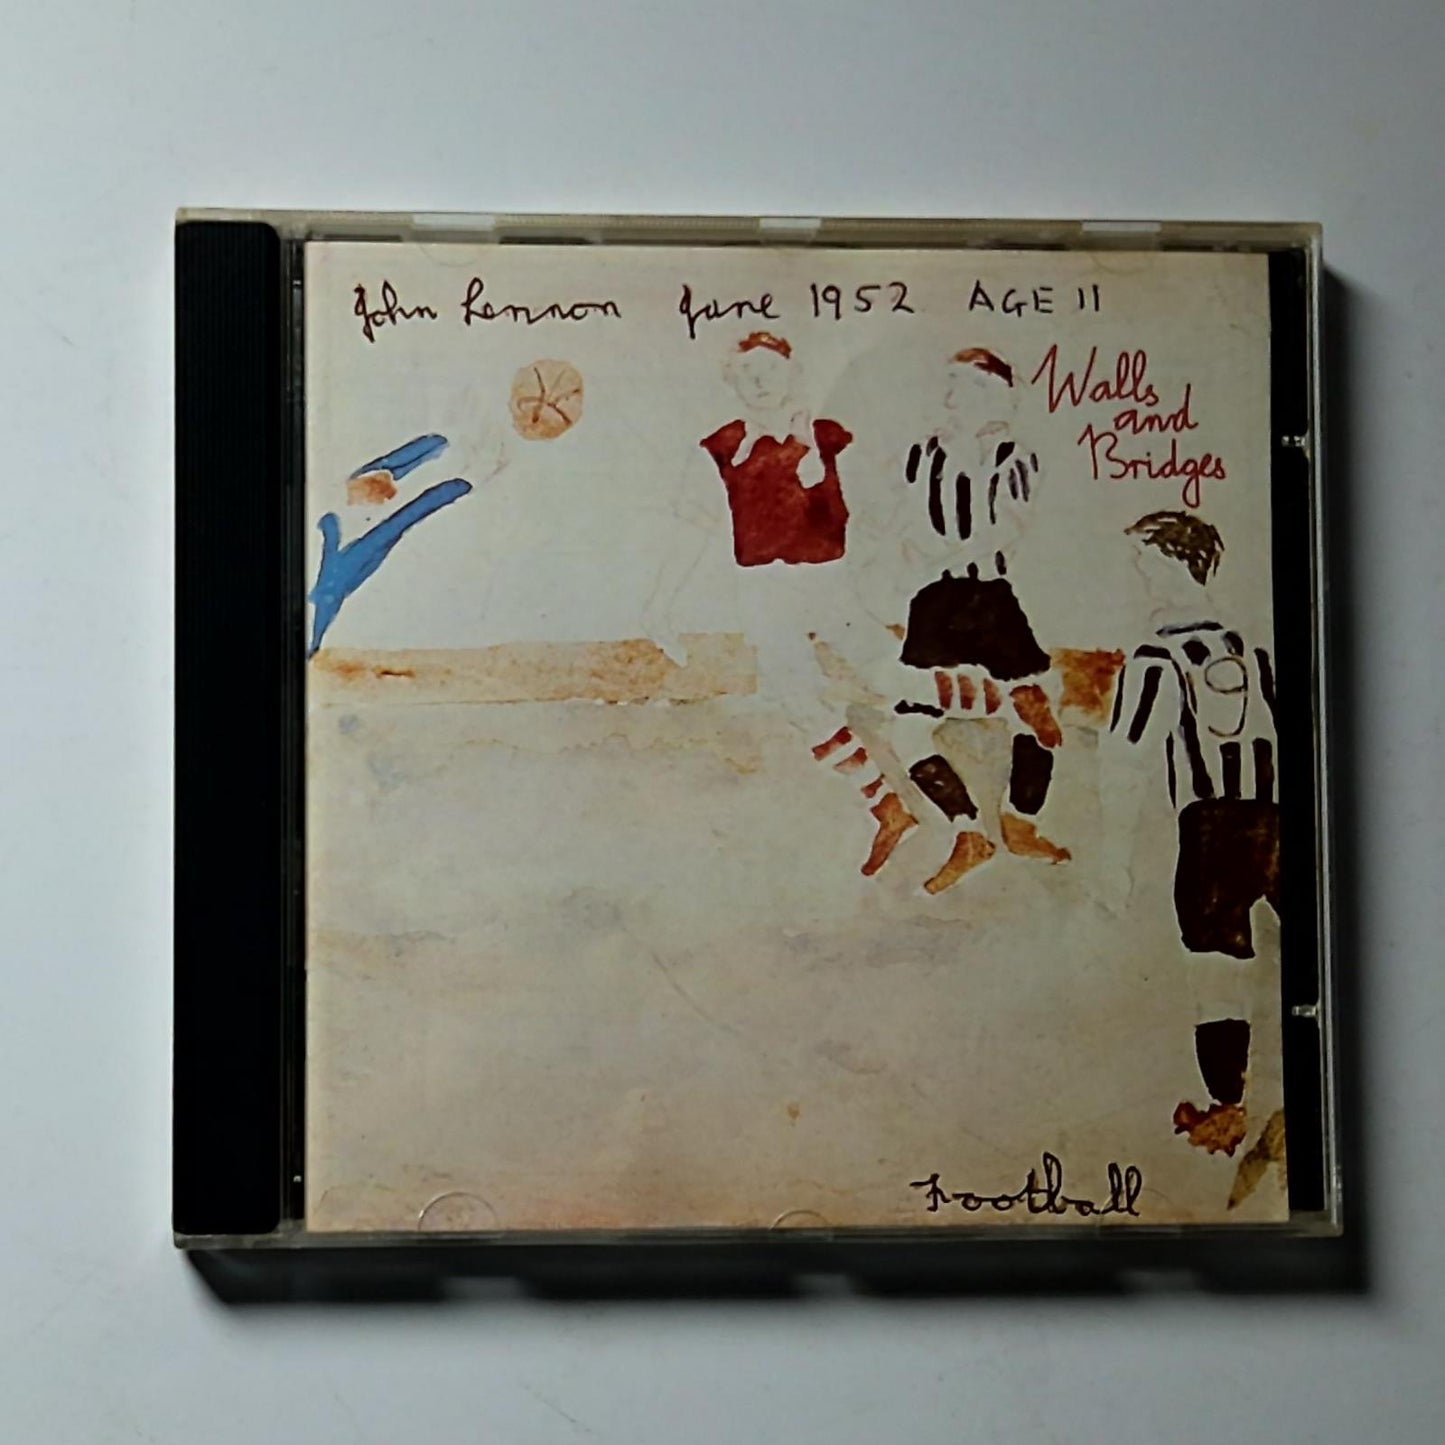 John Lennon June 1952 AGE 11
Walls
and
Bridges
Football